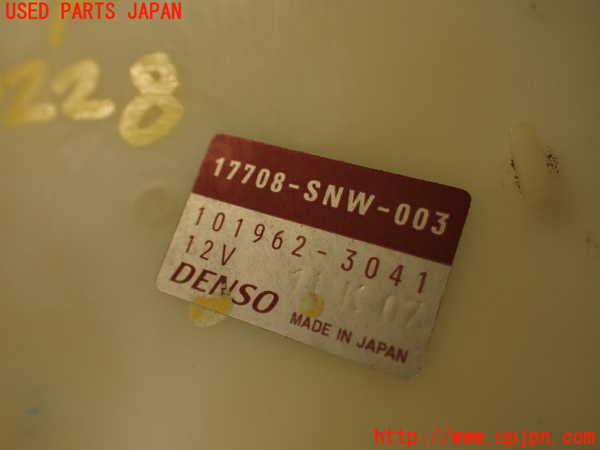 USED PARTS JAPAN
228
17708-SNW-003
101962-3041
12V
DENSO
MADE IN JAPAN
http://www.upjpn.com/